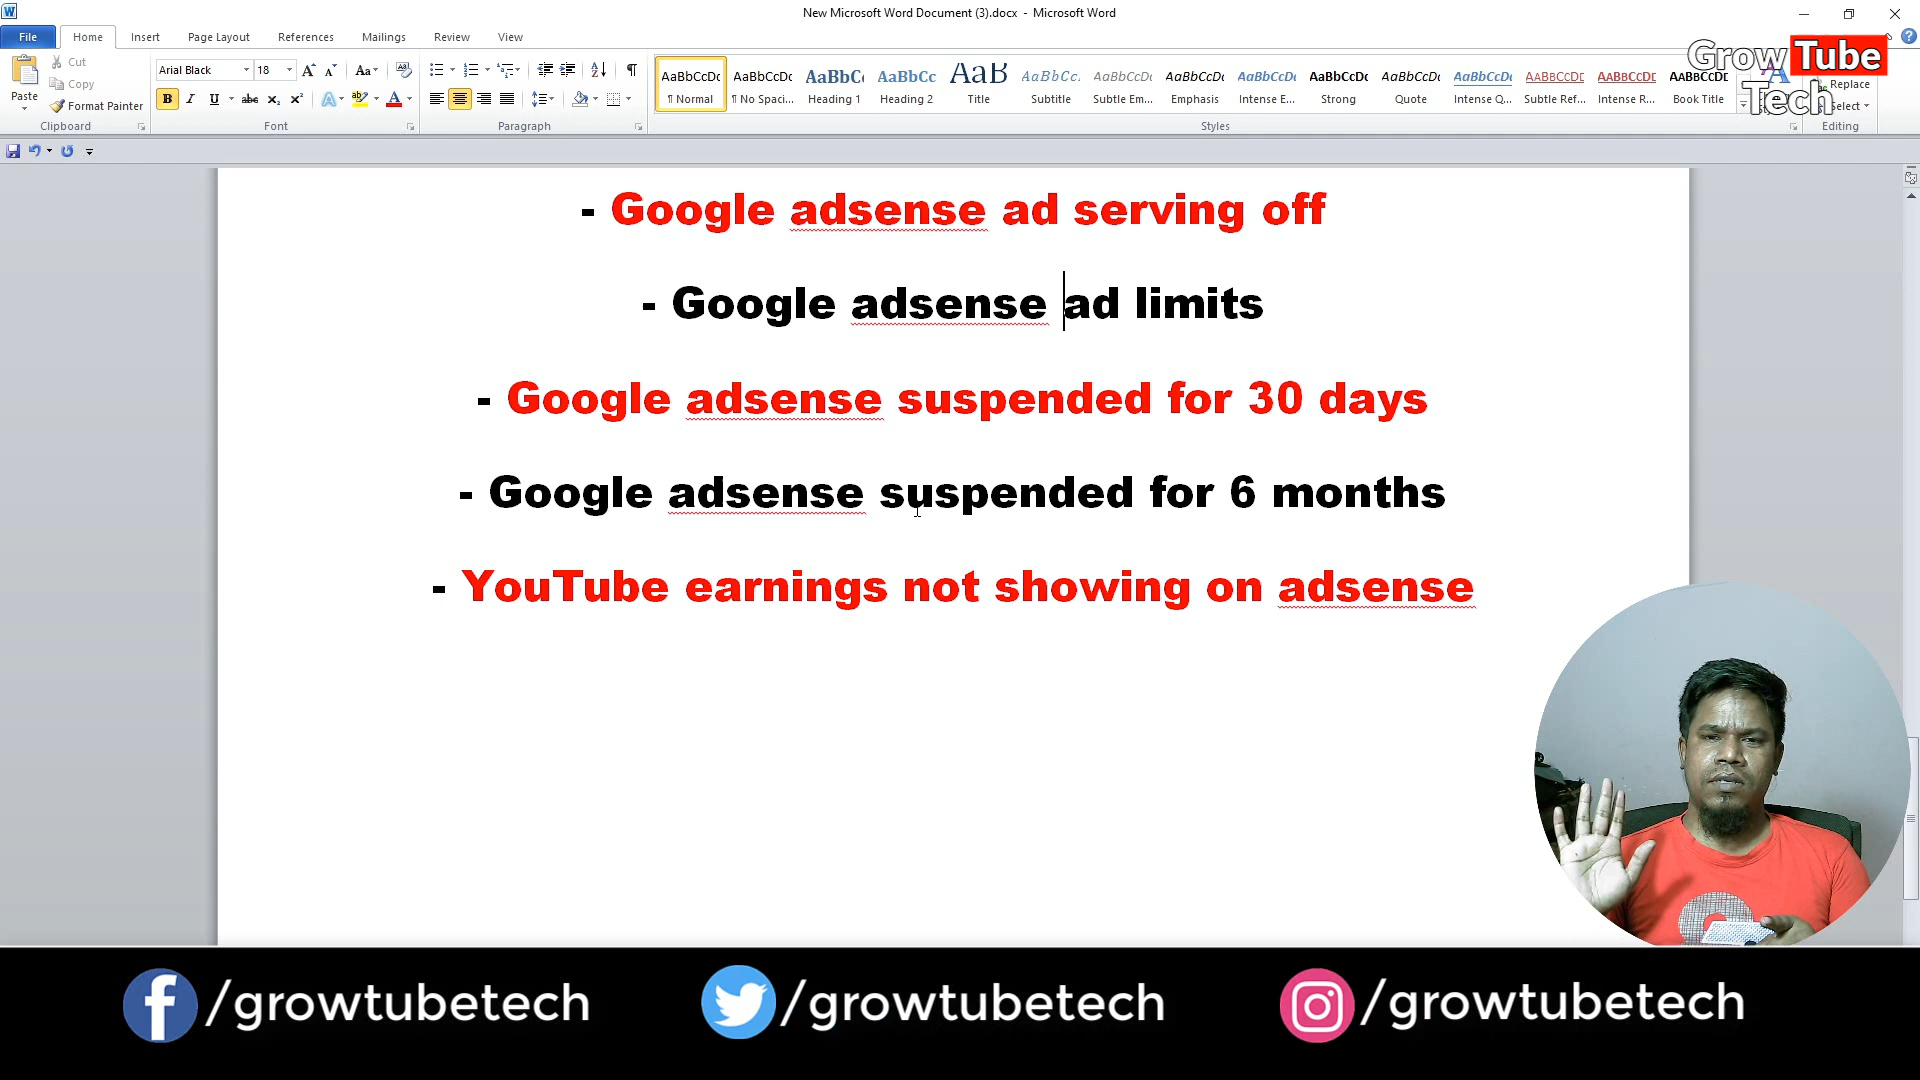 New Microsoft Word Document (3).docx - Microsoft Word
File Home Insert Page Layout References Mailings Review View
Grow Tube
Tech
Paste
Cut
Copy
Format Painter
Clipboard
Arial Black 18
Font
Paragraph
AaBbCcDc AaBbCcDc AaBbC AaBbCc AaB AaBbCc. AaBbCcDc AaBbCcDc AaBbCcDc AaBbCcDc AaBbCcDc AaBbCcDc AABBCCDD AABBCCDD AABBCCDD
¶ Normal ¶ No Spaci... Heading 1 Heading 2 Title Subtitle Subtle Em... Emphasis Intense E... Strong Quote Intense Q... Subtle Ref... Intense R... Book Title
Styles
Replace
Select
Editing
- Google adsense ad serving off
- Google adsense ad limits
- Google adsense suspended for 30 days
- Google adsense suspended for 6 months
- YouTube earnings not showing on adsense
/growtubetech /growtubetech /growtubetech